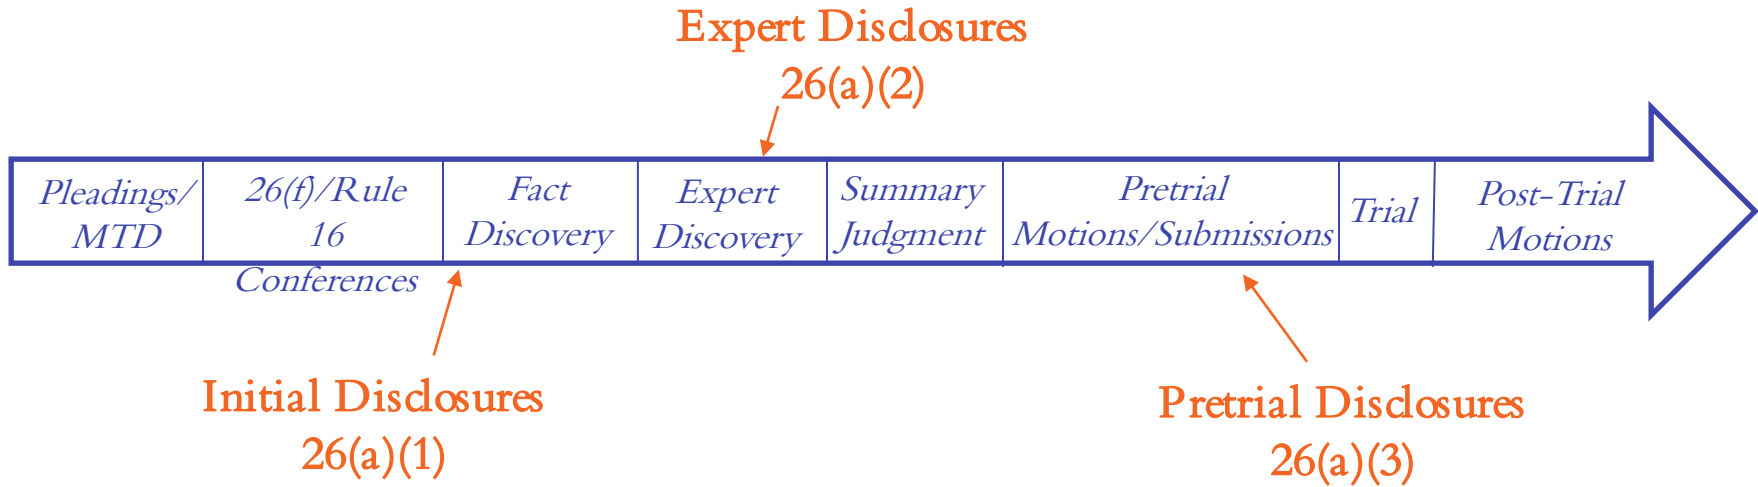 Expert Disclosures
26(a)(2)
Pleadings/
MTD
26(f)/Rule
16
Conferences
Fact
Discovery
Expert
Discovery
Summary
Judgment
Pretrial
Motions/Submissions
Trial
Post-Trial
Motions
Initial Disclosures
26(a)(1)
Pretrial Disclosures
26(a)(3)